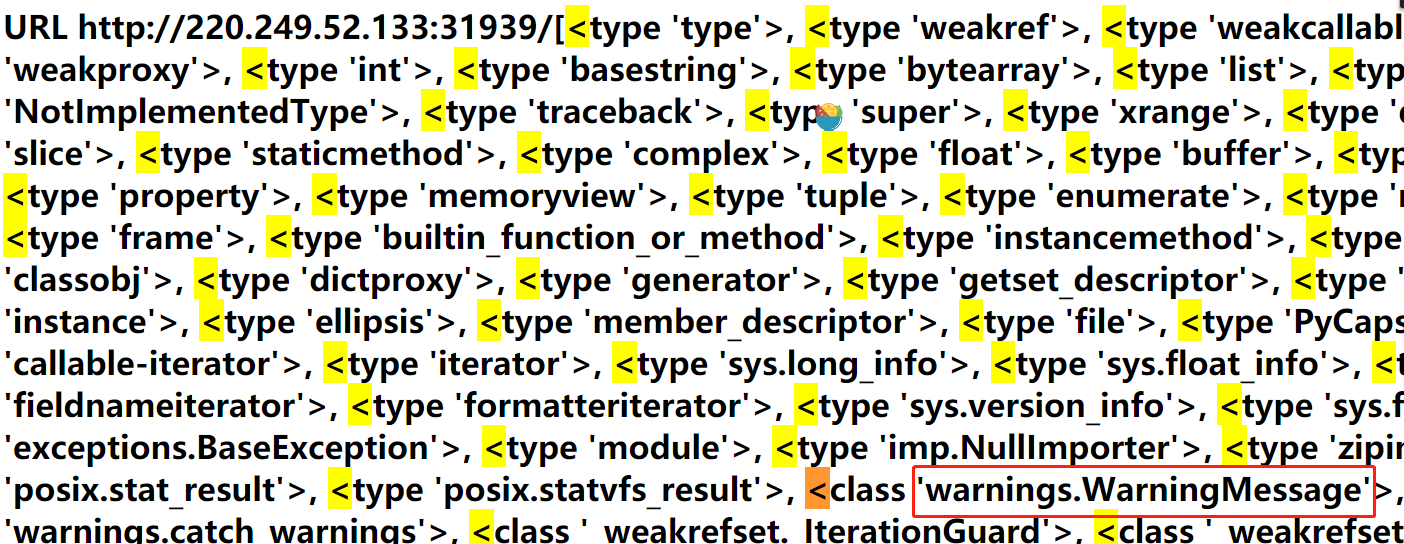 URL http://220.249.52.133:31939/[<type 'type'>, <type 'weakref'>, <type 'weakcallabl
'weakproxy'>, <type 'int'>, <type 'basestring'>, <type 'bytearray'>, <type 'list'>, <typ
'NotImplementedType'>, <type 'traceback'>, <typ 'super'>, <type 'xrange'>, <type '
'slice'>, <type 'staticmethod'>, <type 'complex'>, <type 'float'>, <type 'buffer'>, <typ
<type 'property'>, <type 'memoryview'>, <type 'tuple'>, <type 'enumerate'>, <type '
<type 'frame'>, <type 'builtin_function_or_method'>, <type 'instancemethod'>, <type
'classobj'>, <type 'dictproxy'>, <type 'generator'>, <type 'getset_descriptor'>, <type '
'instance'>, <type 'ellipsis'>, <type 'member_descriptor'>, <type 'file'>, <type 'PyCaps
'callable-iterator'>, <type 'iterator'>, <type 'sys.long_info'>, <type 'sys.float_info'>, <t
'fieldnameiterator'>, <type 'formatteriterator'>, <type 'sys.version_info'>, <type 'sys.f
'exceptions.BaseException'>, <type 'module'>, <type 'imp.NullImporter'>, <type 'zipi
'posix.stat_result'>, <type 'posix.statvfs_result'>, <class 'warnings.WarningMessage'>,
'warnings.catch_warnings'>, <class '_weakrefset._IterationGuard'>, <class '_weakrefset